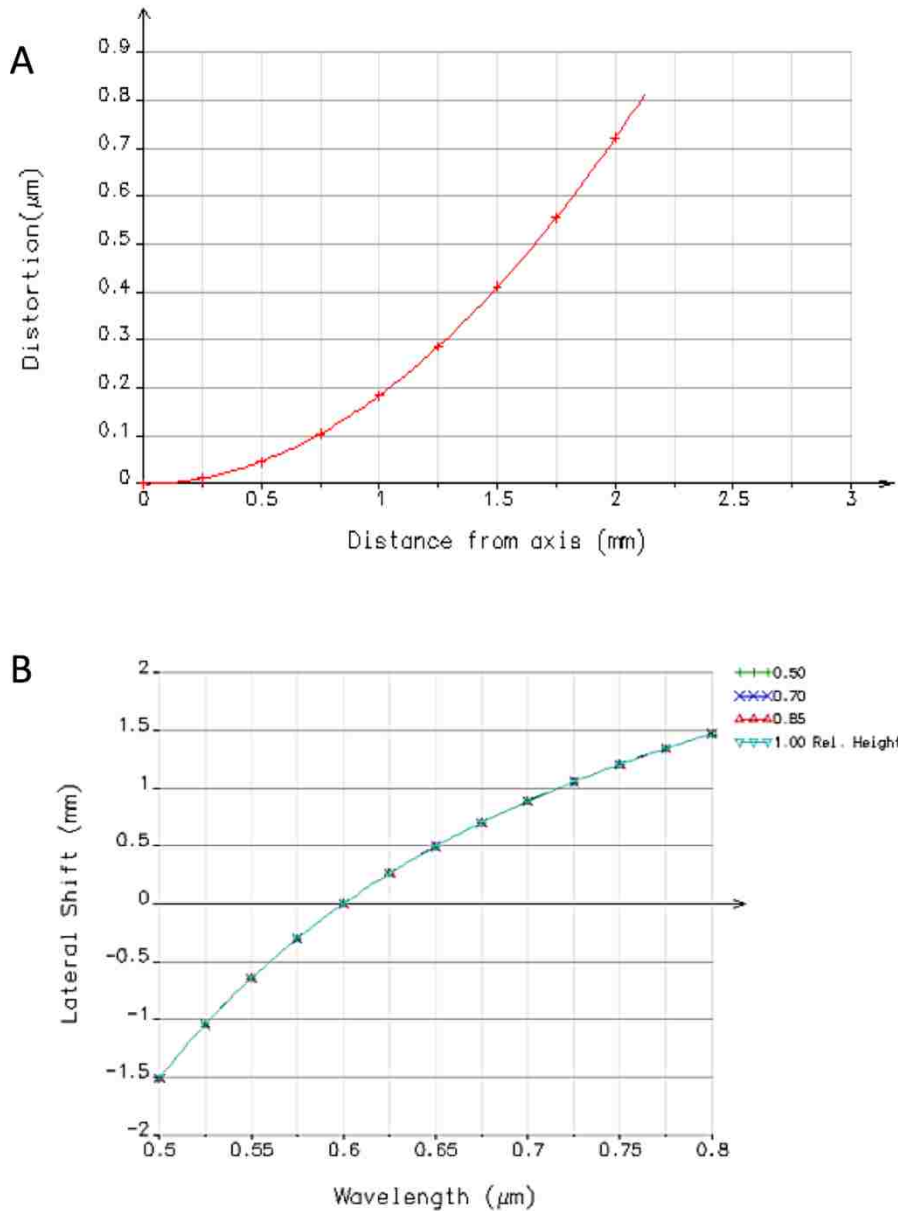 A
0.9
0.8
0.7
0.6
0.5
0.4
0.3
0.2
0.1
0
Distortion(μm)
0 0.5 1 1.5 2 2.5 3
Distance from axis (mm)
B
2
1.5
1
0.5
0
-0.5
-1
-1.5
-2
Lateral Shift (mm)
0.5 0.55 0.6 0.65 0.7 0.75 0.8
Wavelength (μm)
0.50
0.70
0.85
1.00 Rel. Height